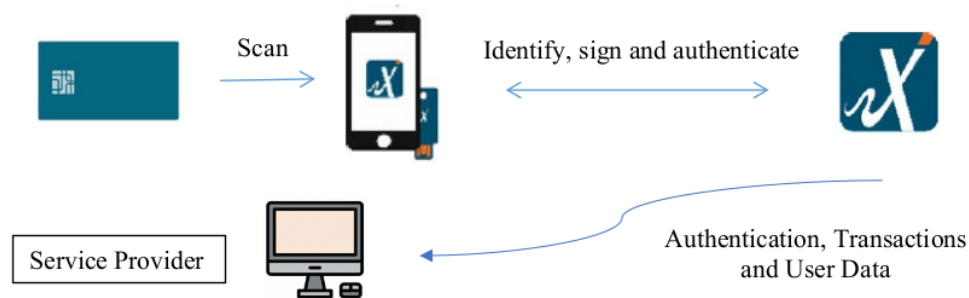 Scan
Identify, sign and authenticate
Service Provider
Authentication, Transactions
and User Data